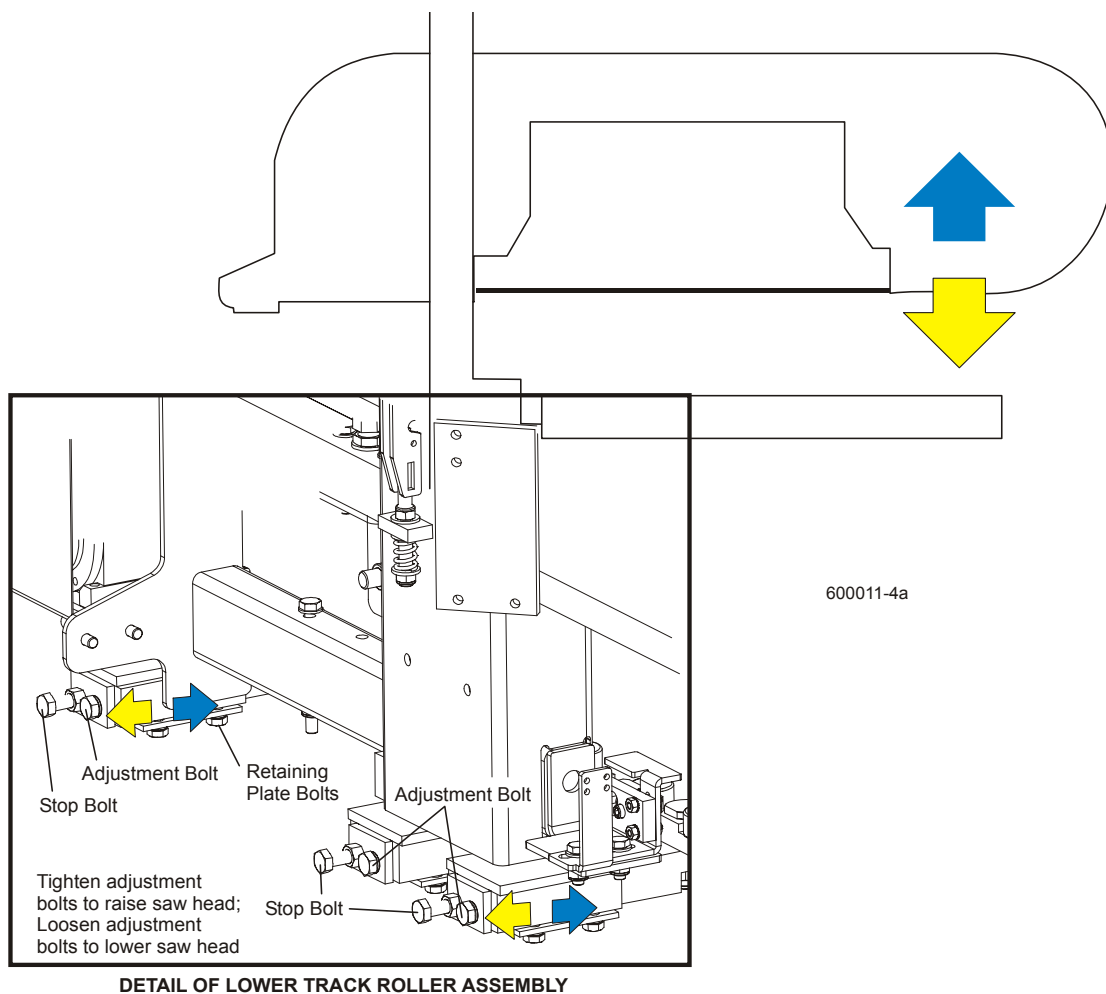 600011-4a
Adjustment Bolt
Stop Bolt
Retaining
Plate Bolts
Adjustment Bolt
Stop Bolt
Tighten adjustment
bolts to raise saw head;
Loosen adjustment
bolts to lower saw head
DETAIL OF LOWER TRACK ROLLER ASSEMBLY